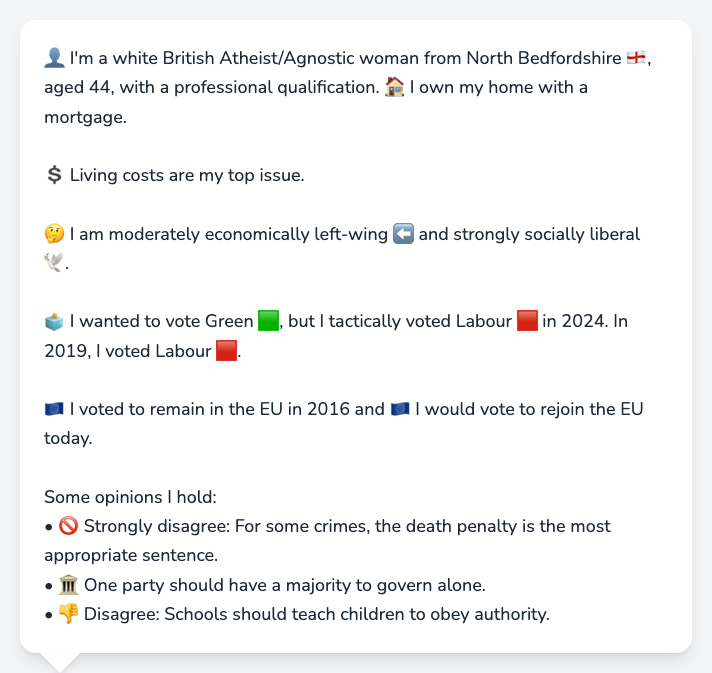 👤 I'm a white British Atheist/Agnostic woman from North Bedfordshire 🏴󠁧󠁢󠁥󠁮󠁧󠁿,
aged 44, with a professional qualification. 🏠 I own my home with a
mortgage.
💲 Living costs are my top issue.
🤔 I am moderately economically left-wing ⬅️ and strongly socially liberal
🕊️.
🗳️ I wanted to vote Green 🟩, but I tactically voted Labour 🟥 in 2024. In
2019, I voted Labour 🟥.
🇪🇺 I voted to remain in the EU in 2016 and 🇪🇺 I would vote to rejoin the EU
today.
Some opinions I hold:
• 🚫 Strongly disagree: For some crimes, the death penalty is the most
appropriate sentence.
• 🏛️ One party should have a majority to govern alone.
• 👎 Disagree: Schools should teach children to obey authority.